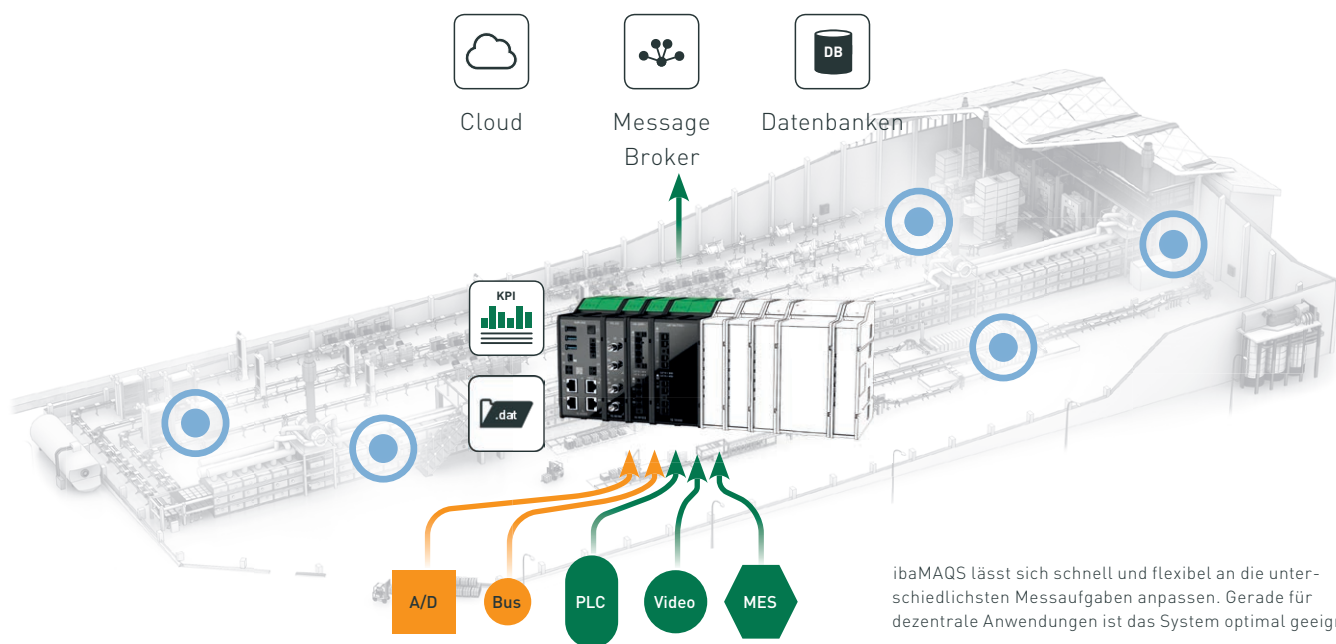 DB
Cloud
Message
Broker
Datenbanken
KPI
.dat
A/D
Bus
PLC
Video
MES
ibaMAQS lässt sich schnell und flexibel an die unter-
schiedlichsten Messaufgaben anpassen. Gerade für
dezentrale Anwendungen ist das System optimal